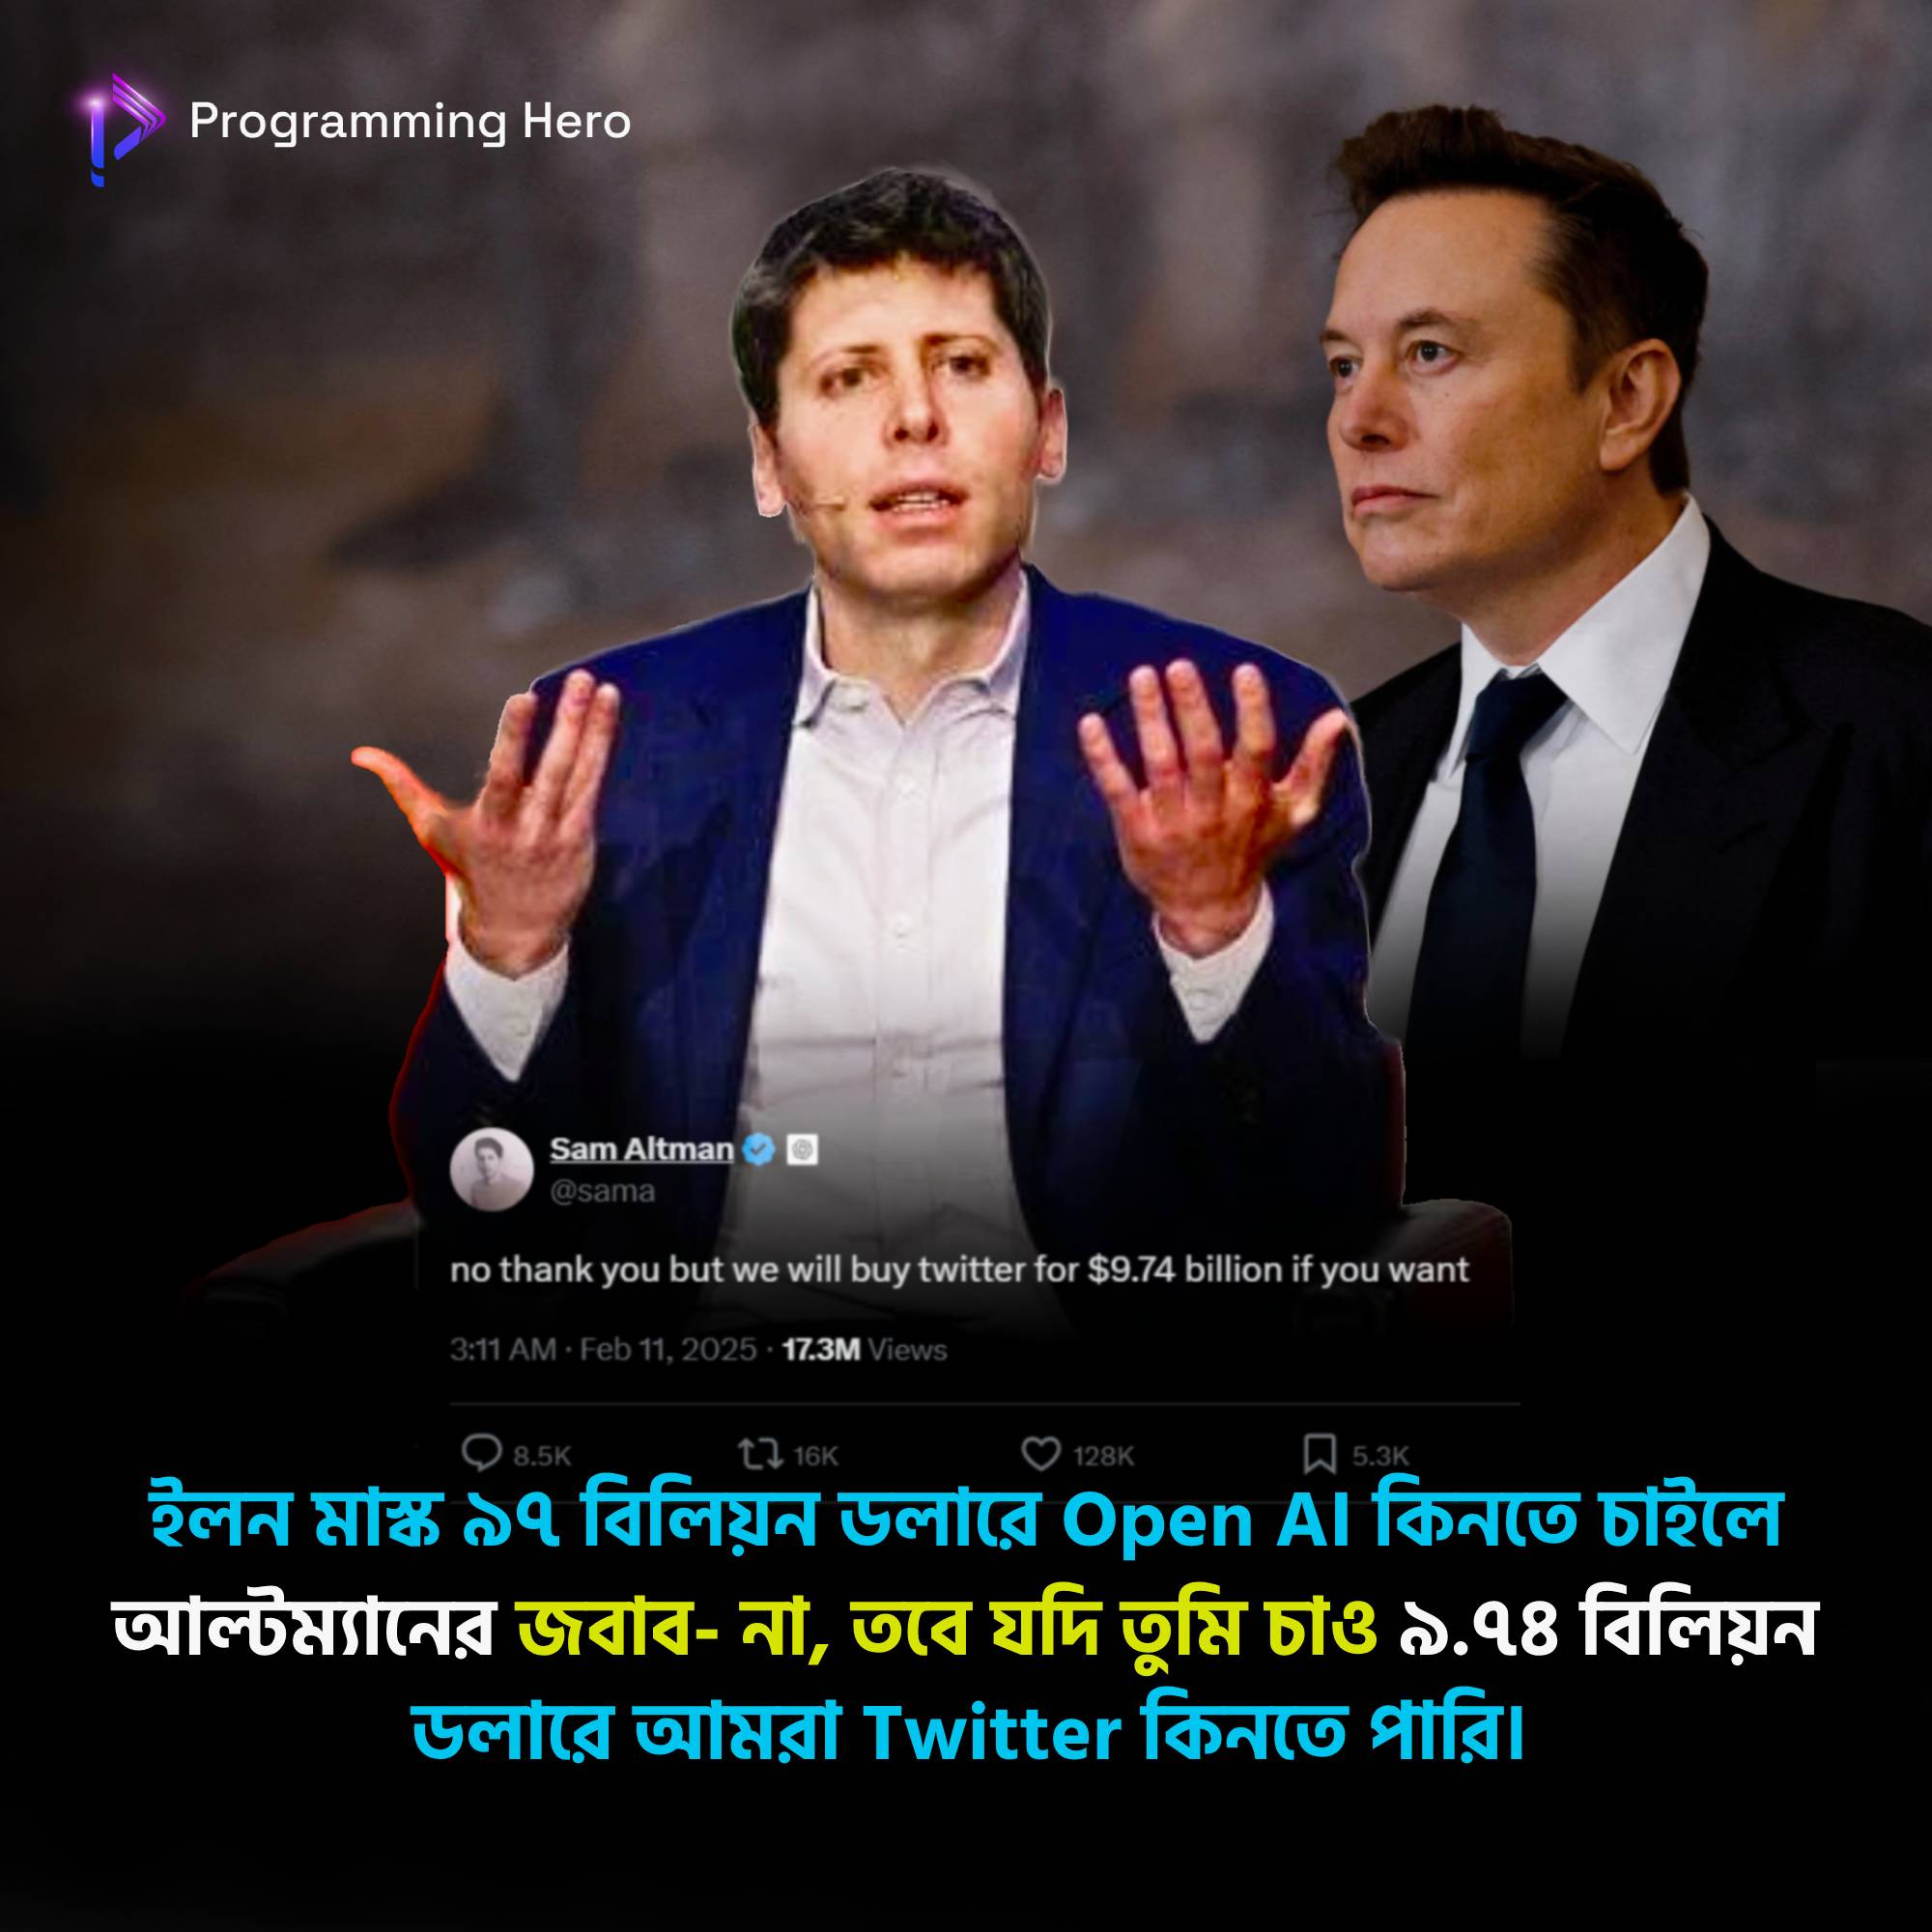 Programming Hero
Sam Altman
@sama
no thank you but we will buy twitter for $9.74 billion if you want
3:11 AM · Feb 11, 2025 · 17.3M Views
8.5K 16K 128K 5.3K
ইলন মাস্ক ৯৭ বিলিয়ন ডলারে Open AI কিনতে চাইলে
আল্টম্যানের জবাব- না, তবে যদি তুমি চাও ৯.৭৪ বিলিয়ন
ডলারে আমরা Twitter কিনতে পারি।